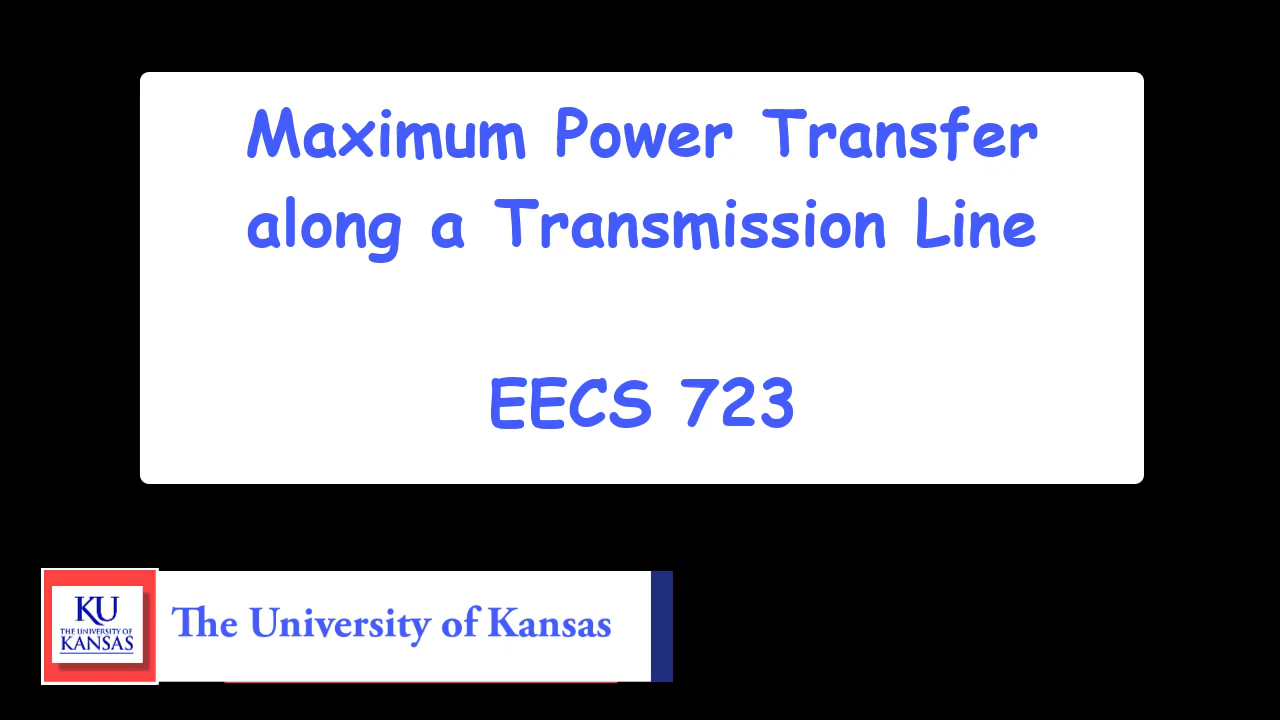 Maximum Power Transfer
along a Transmission Line
EECS 723
KU
THE UNIVERSITY OF
KANSAS
The University of Kansas